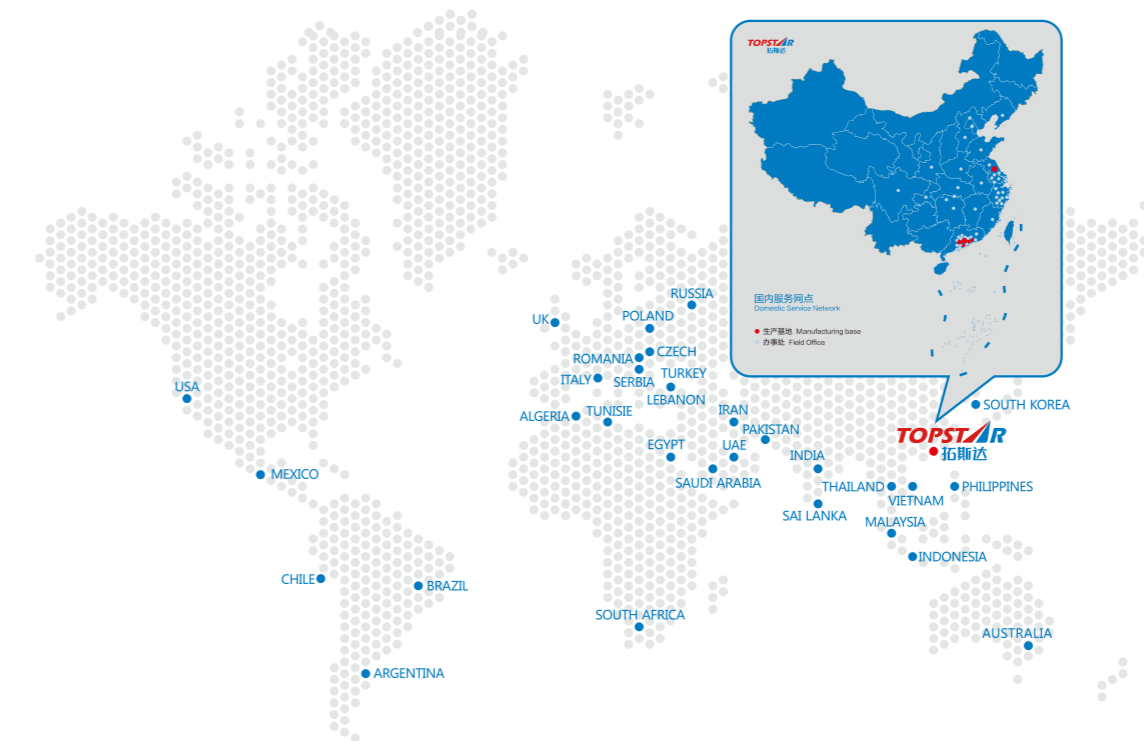 TOPSTAR
拓斯达
国内服务网点
Domestic Service Network
生产基地 Manufacturing base
办事处 Field Office
RUSSIA
UK
POLAND
ROMANIA
CZECH
ITALY
SERBIA
TURKEY
LEBANON
USA
ALGERIA
TUNISIE
IRAN
SOUTH KOREA
PAKISTAN
TOPSTAR
拓斯达
EGYPT
UAE
INDIA
MEXICO
SAUDI ARABIA
THAILAND
VIETNAM
PHILIPPINES
SAI LANKA
MALAYSIA
INDONESIA
CHILE
BRAZIL
SOUTH AFRICA
AUSTRALIA
ARGENTINA